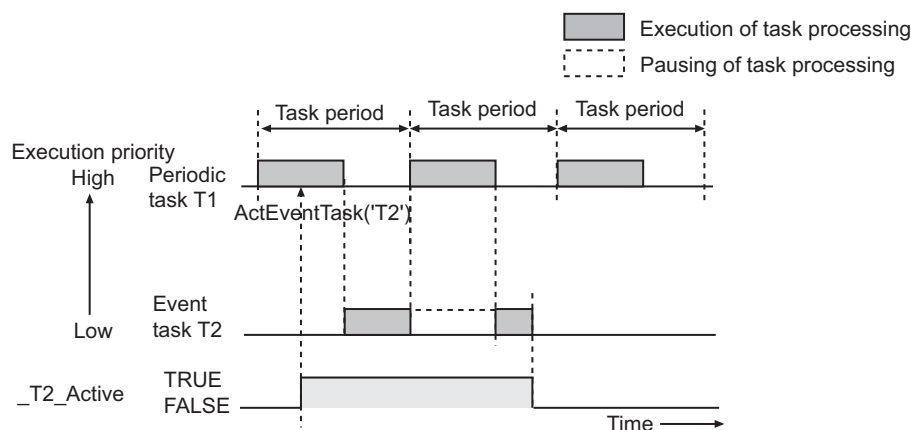 Execution of task processing
Pausing of task processing
Task period Task period Task period
Execution priority
High
Periodic
task T1
ActEventTask('T2')
Low
Event
task T2
_T2_Active
TRUE
FALSE
Time